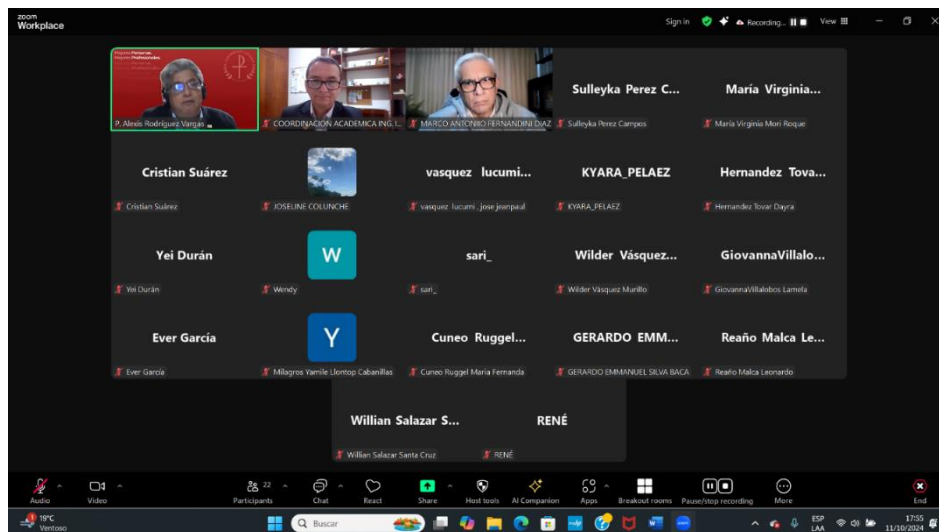 zoom
Workplace
Sign in
Recording...
View
Mejores Personas,
Mejores Profesionales.
P. Alexis Rodríguez Vargas
COORDINACIÓN ACADEMICA ING. I...
MARCO ANTONIO FERNANDINI DIAZ
Sulleyka Perez C...
Sulleyka Perez Campos
María Virginia...
María Virginia Mori Roque
Cristian Suárez
Cristian Suárez
JOSELINE COLUNCHE
vasquez lucumi...
vasquez lucumi , jose jeanpaul
KYARA_PELAEZ
KYARA_PELAEZ
Hernandez Tova...
Hernandez Tovar Dayra
Yei Durán
Yei Durán
W
Wendy
sari_
sari_
Wilder Vásquez...
Wilder Vásquez Murillo
GiovannaVillalo...
GiovannaVillalobos Lamela
Ever García
Ever García
Y
Milagros Yamile Llontop Cabanillas
Cuneo Ruggel...
Cuneo Ruggel Maria Fernanda
GERARDO EMM...
GERARDO EMMANUEL SILVA BACA
Reaño Malca Le...
Reaño Malca Leonardo
Willian Salazar S...
Willian Salazar Santa Cruz
RENÉ
RENÉ
Audio
Video
22
Participants
Chat
React
Share
Host tools
AI Companion
Apps
Breakout rooms
Pause/stop recording
More
End
19°C
Ventoso
Buscar
ESP
LAA
17:55
11/10/2024